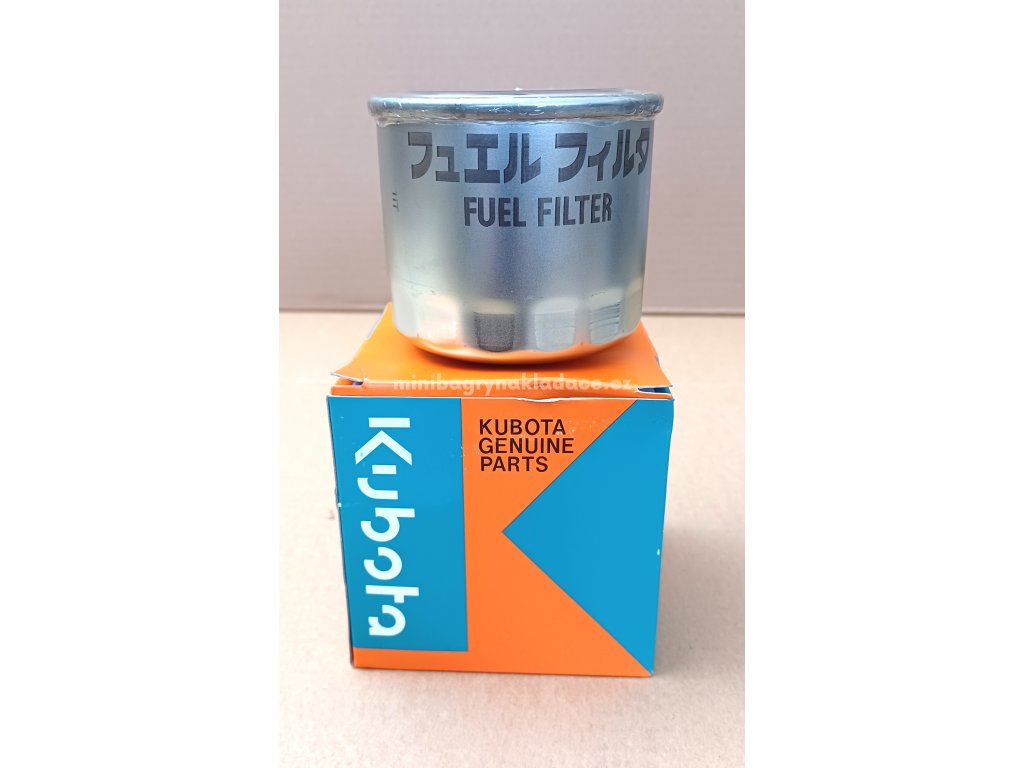 フュエル フィルタ
FUEL FILTER
minibagrynakladace.cz
KUBOTA
GENUINE
PARTS
Kubota